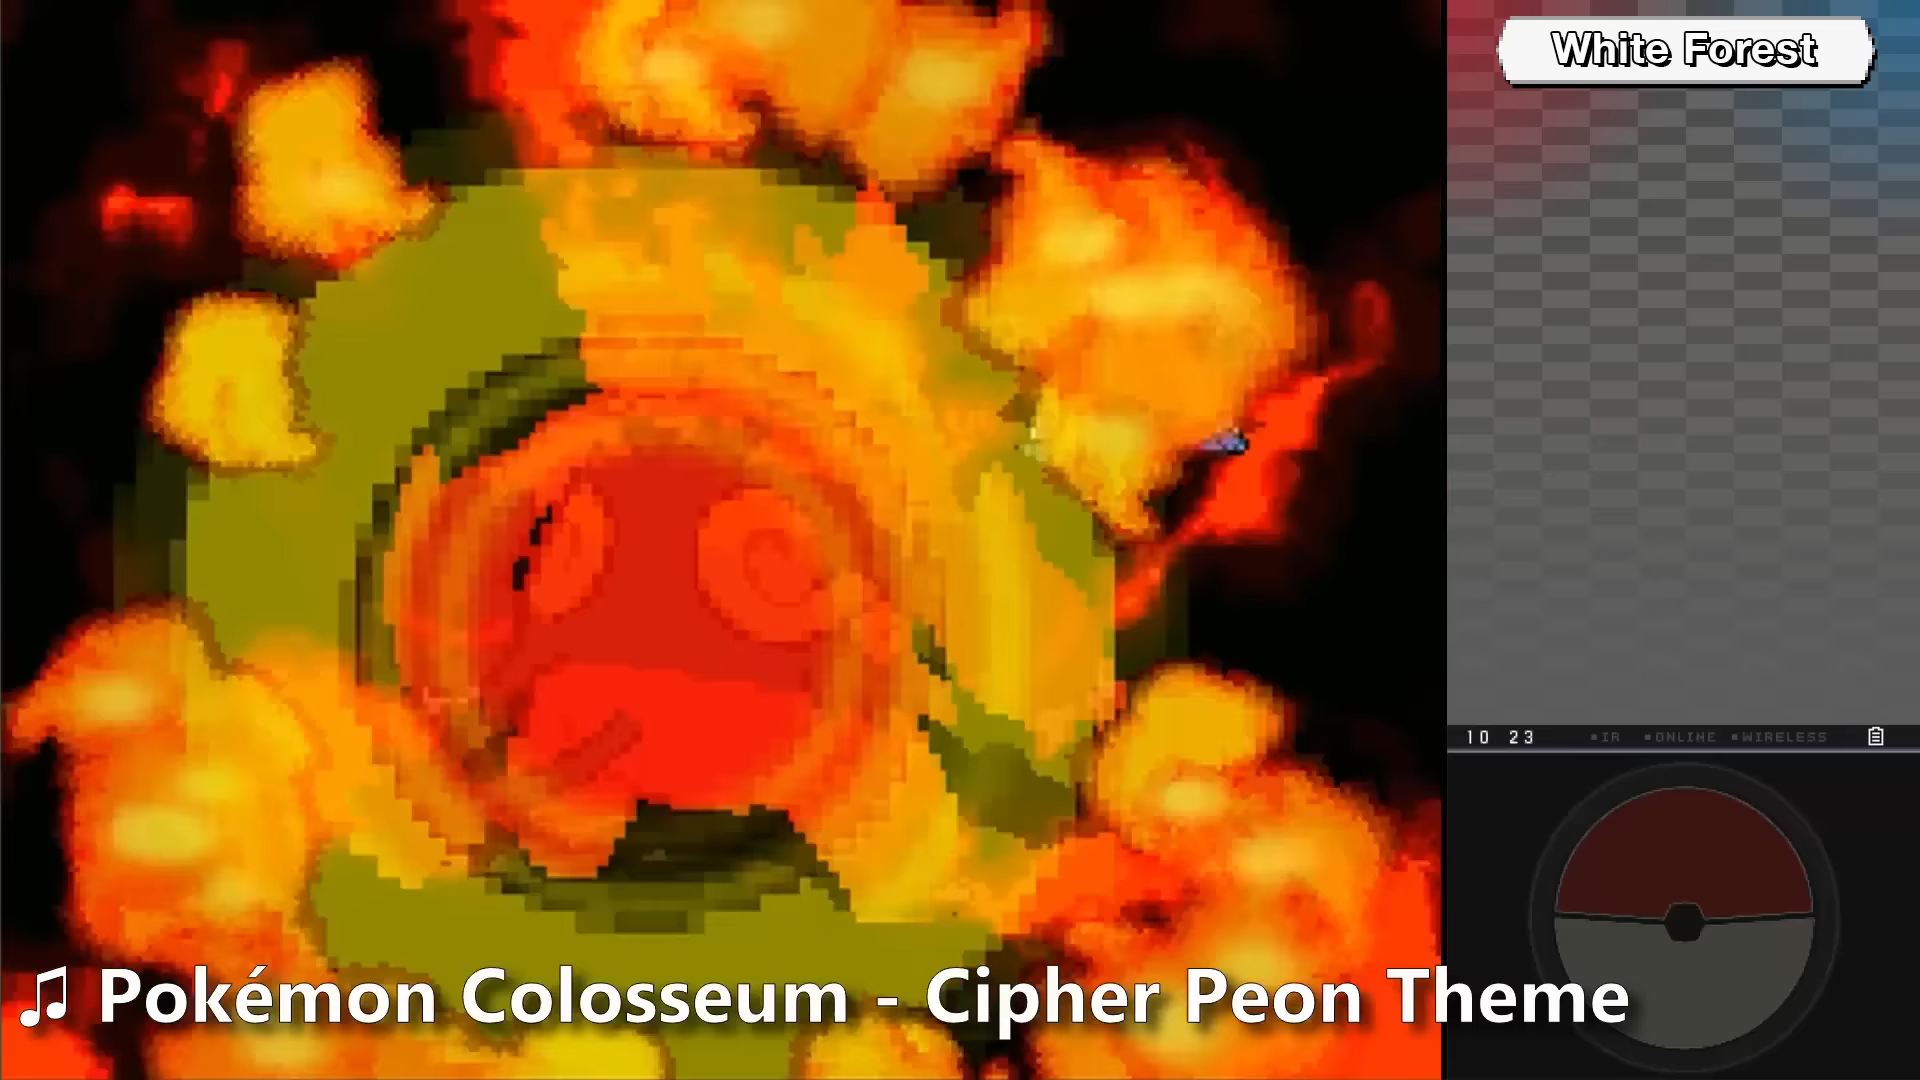 White Forest
10 23 ▪IR ▪ONLINE ▪WIRELESS
♫ Pokémon Colosseum - Cipher Peon Theme